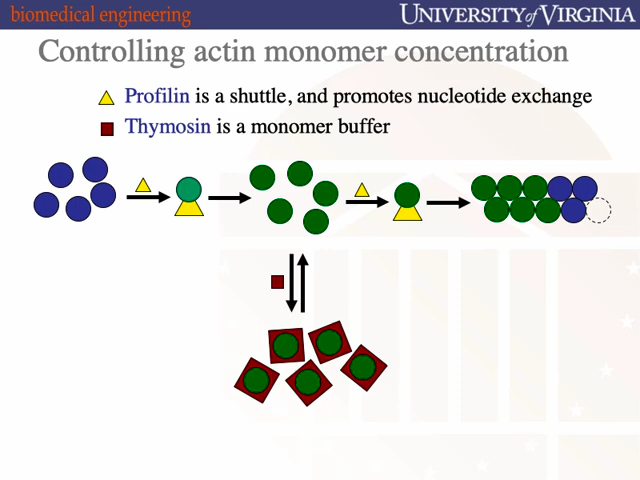 biomedical engineering
UNIVERSITY of VIRGINIA
Controlling actin monomer concentration
Profilin is a shuttle, and promotes nucleotide exchange
Thymosin is a monomer buffer